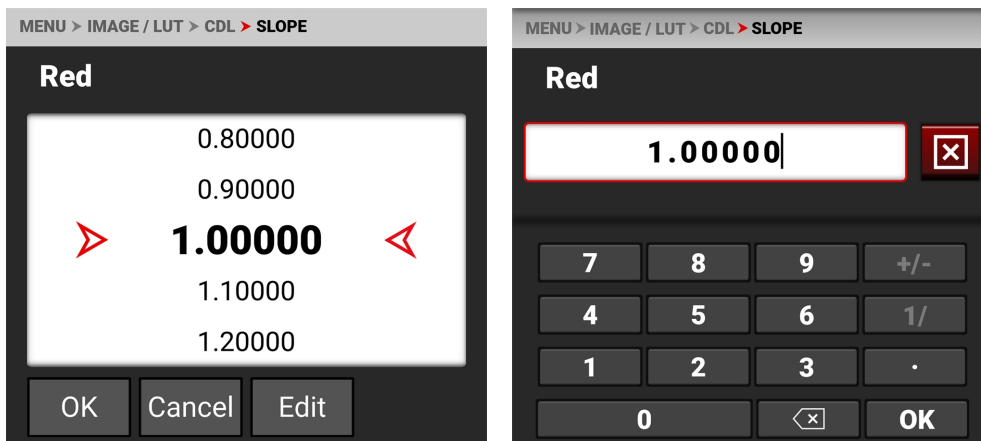 MENU > IMAGE / LUT > CDL > SLOPE
Red
0.80000
0.90000
1.00000
1.10000
1.20000
OK Cancel Edit
MENU > IMAGE / LUT > CDL > SLOPE
Red
1.00000
7 8 9 +/-
4 5 6 1/
1 2 3 .
0 OK